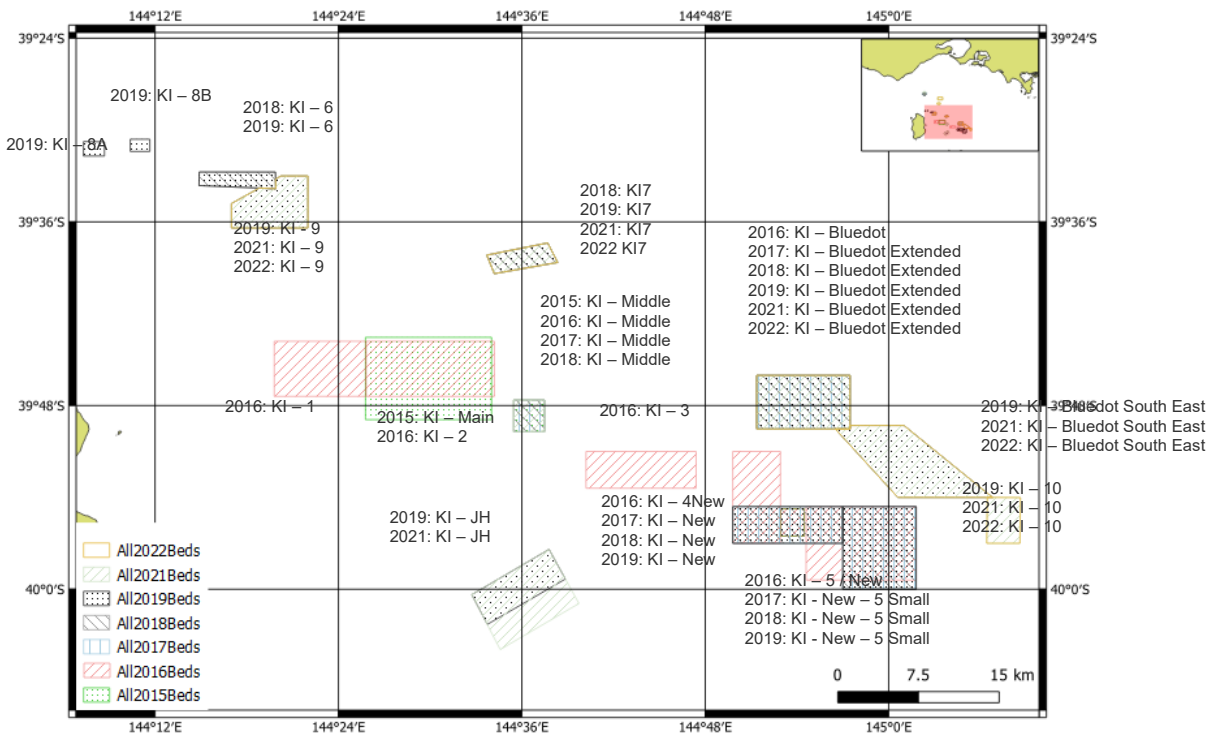 144°12'E 144°24'E 144°36'E 144°48'E 145°0'E
39°24'S
39°24'S
2019: KI – 8B
2018: KI – 6
2019: KI – 6
2019: KI – 8A
39°36'S
39°36'S
2019: KI - 9
2021: KI – 9
2022: KI – 9
2018: KI7
2019: KI7
2021: KI7
2022 KI7
2016: KI – Bluedot
2017: KI – Bluedot Extended
2018: KI – Bluedot Extended
2019: KI – Bluedot Extended
2021: KI – Bluedot Extended
2022: KI – Bluedot Extended
2015: KI – Middle
2016: KI – Middle
2017: KI – Middle
2018: KI – Middle
39°48'S
39°48'S
2016: KI – 1
2015: KI – Main
2016: KI – 2
2016: KI – 3
2019: KI – Bluedot South East
2021: KI – Bluedot South East
2022: KI – Bluedot South East
2019: KI – 10
2021: KI – 10
2022: KI – 10
2019: KI – JH
2021: KI – JH
2016: KI – 4New
2017: KI – New
2018: KI – New
2019: KI – New
2016: KI – 5 / New
2017: KI - New – 5 Small
2018: KI - New – 5 Small
2019: KI - New – 5 Small
40°0'S
40°0'S
All2022Beds
All2021Beds
All2019Beds
All2018Beds
All2017Beds
All2016Beds
All2015Beds
0 7.5 15 km
144°12'E 144°24'E 144°36'E 144°48'E 145°0'E